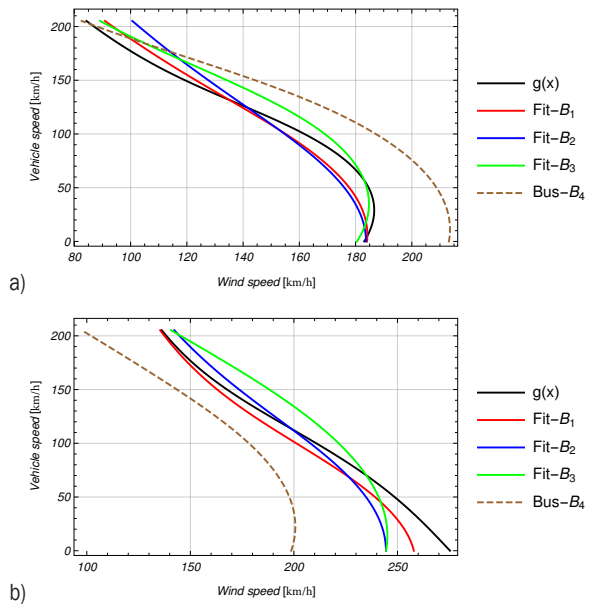 200
150
100
50
0
Vehicle speed [km/h]
80 100 120 140 160 180 200
Wind speed [km/h]
g(x)
Fit–B₁
Fit–B₂
Fit–B₃
Bus–B₄
a)
200
150
100
50
0
Vehicle speed [km/h]
100 150 200 250
Wind speed [km/h]
g(x)
Fit–B₁
Fit–B₂
Fit–B₃
Bus–B₄
b)